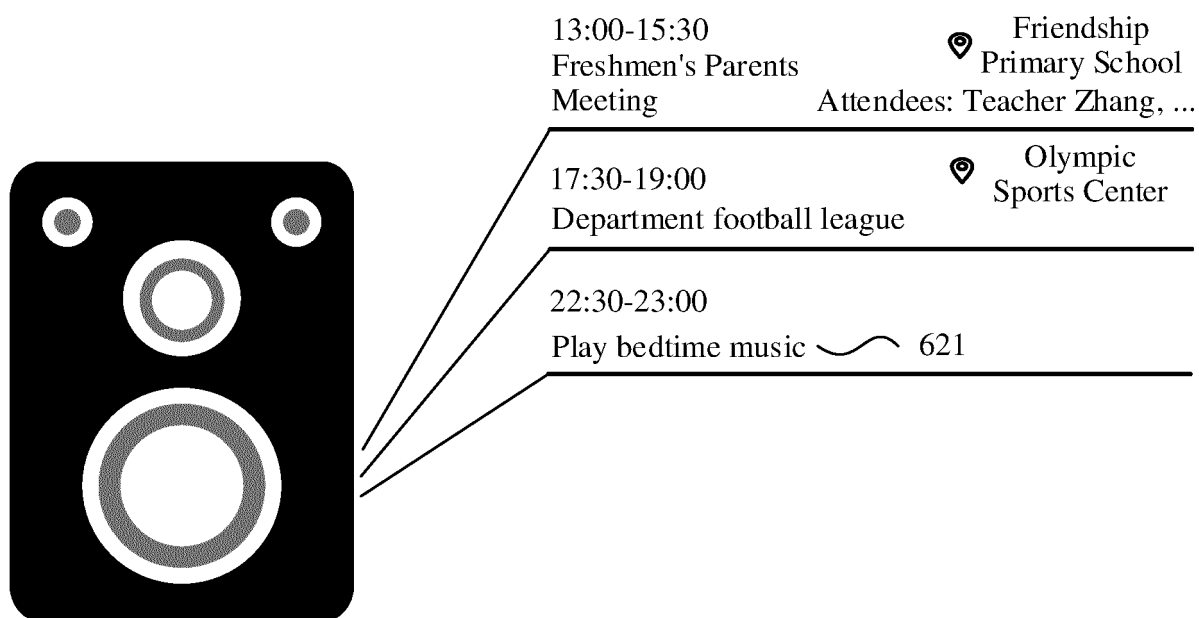 13:00-15:30
Freshmen's Parents
Meeting
Friendship
Primary School
Attendees: Teacher Zhang, ...
17:30-19:00
Department football league
Olympic
Sports Center
22:30-23:00
Play bedtime music
621